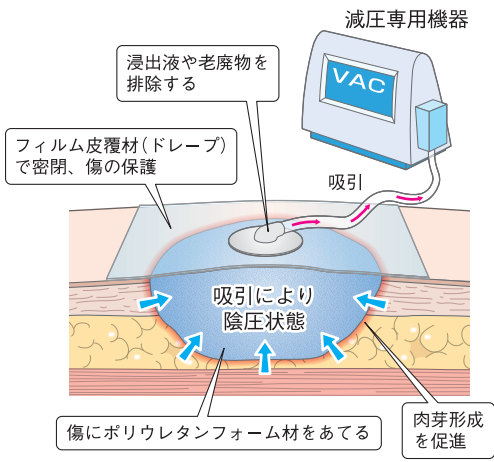 減圧専用機器
VAC
浸出液や老廃物を
排除する
フィルム皮覆材(ドレープ)
で密閉、傷の保護
吸引
吸引により
陰圧状態
傷にポリウレタンフォーム材をあてる
肉芽形成
を促進